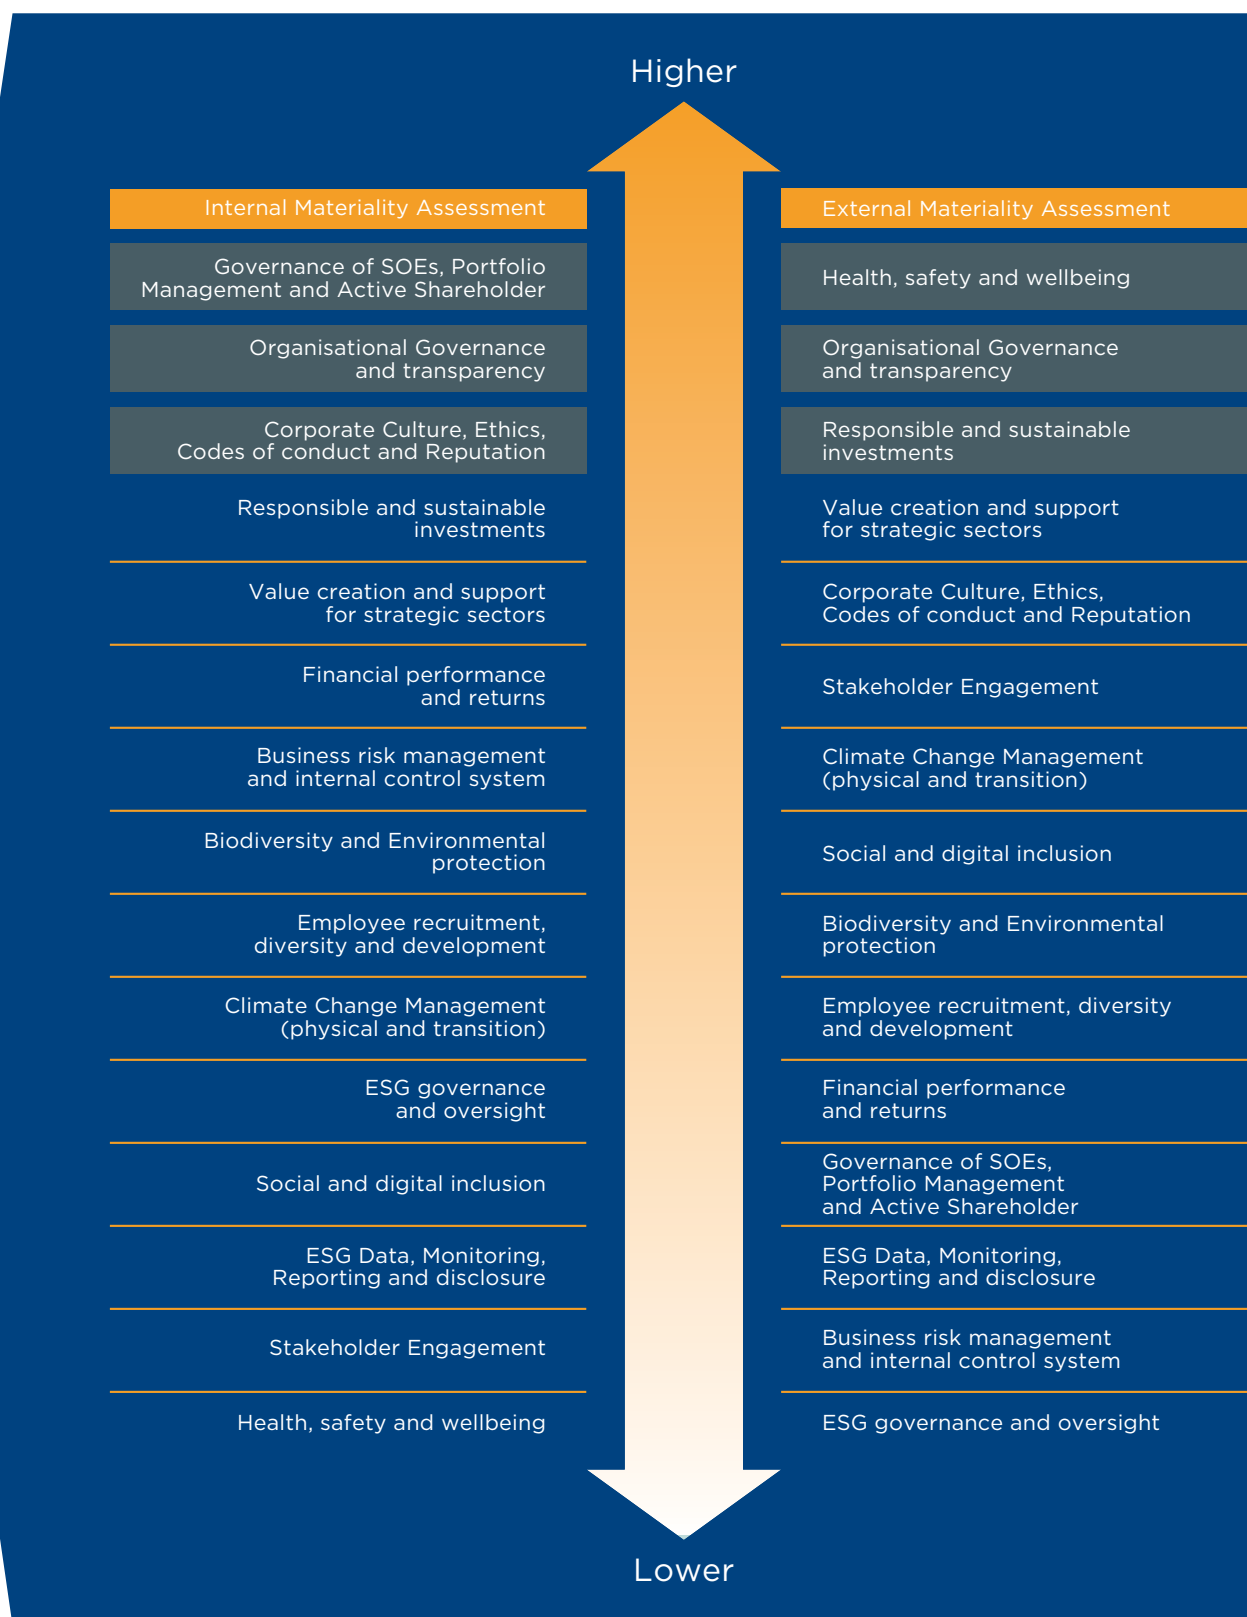 Higher
Internal Materiality Assessment
Governance of SOEs, Portfolio
Management and Active Shareholder
Organisational Governance
and transparency
Corporate Culture, Ethics,
Codes of conduct and Reputation
Responsible and sustainable
investments
Value creation and support
for strategic sectors
Financial performance
and returns
Business risk management
and internal control system
Biodiversity and Environmental
protection
Employee recruitment,
diversity and development
Climate Change Management
(physical and transition)
ESG governance
and oversight
Social and digital inclusion
ESG Data, Monitoring,
Reporting and disclosure
Stakeholder Engagement
Health, safety and wellbeing
External Materiality Assessment
Health, safety and wellbeing
Organisational Governance
and transparency
Responsible and sustainable
investments
Value creation and support
for strategic sectors
Corporate Culture, Ethics,
Codes of conduct and Reputation
Stakeholder Engagement
Climate Change Management
(physical and transition)
Social and digital inclusion
Biodiversity and Environmental
protection
Employee recruitment, diversity
and development
Financial performance
and returns
Governance of SOEs,
Portfolio Management
and Active Shareholder
ESG Data, Monitoring,
Reporting and disclosure
Business risk management
and internal control system
ESG governance and oversight
Lower